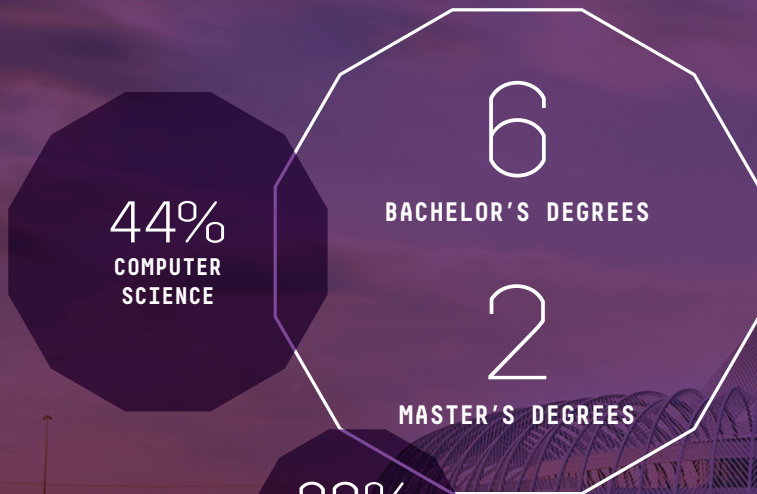 6
BACHELOR'S DEGREES
44%
COMPUTER
SCIENCE
2
MASTER'S DEGREES